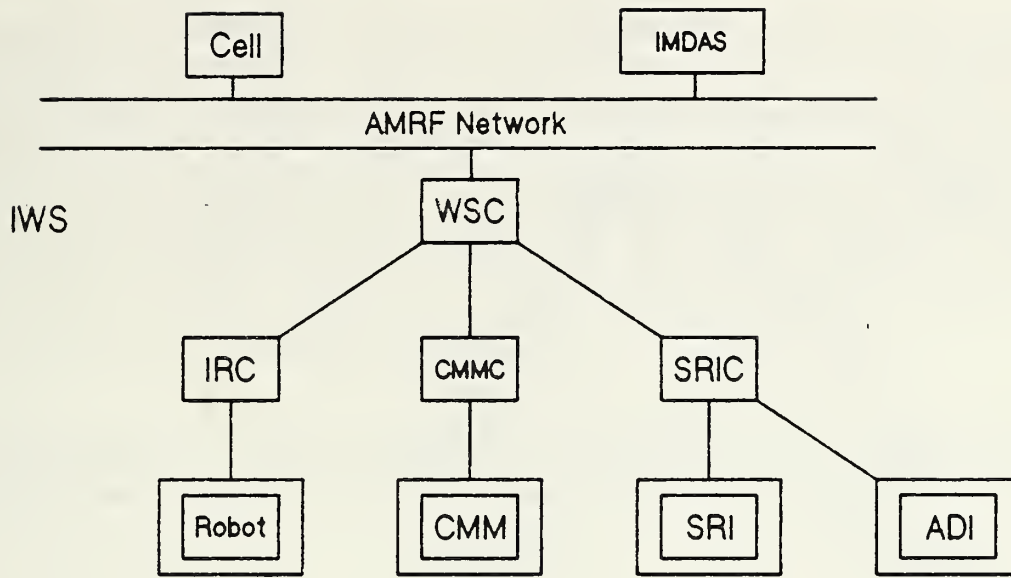 Cell
IMDAS
AMRF Network
IWS
WSC
IRC
CMMC
SRIC
Robot
CMM
SRI
ADI